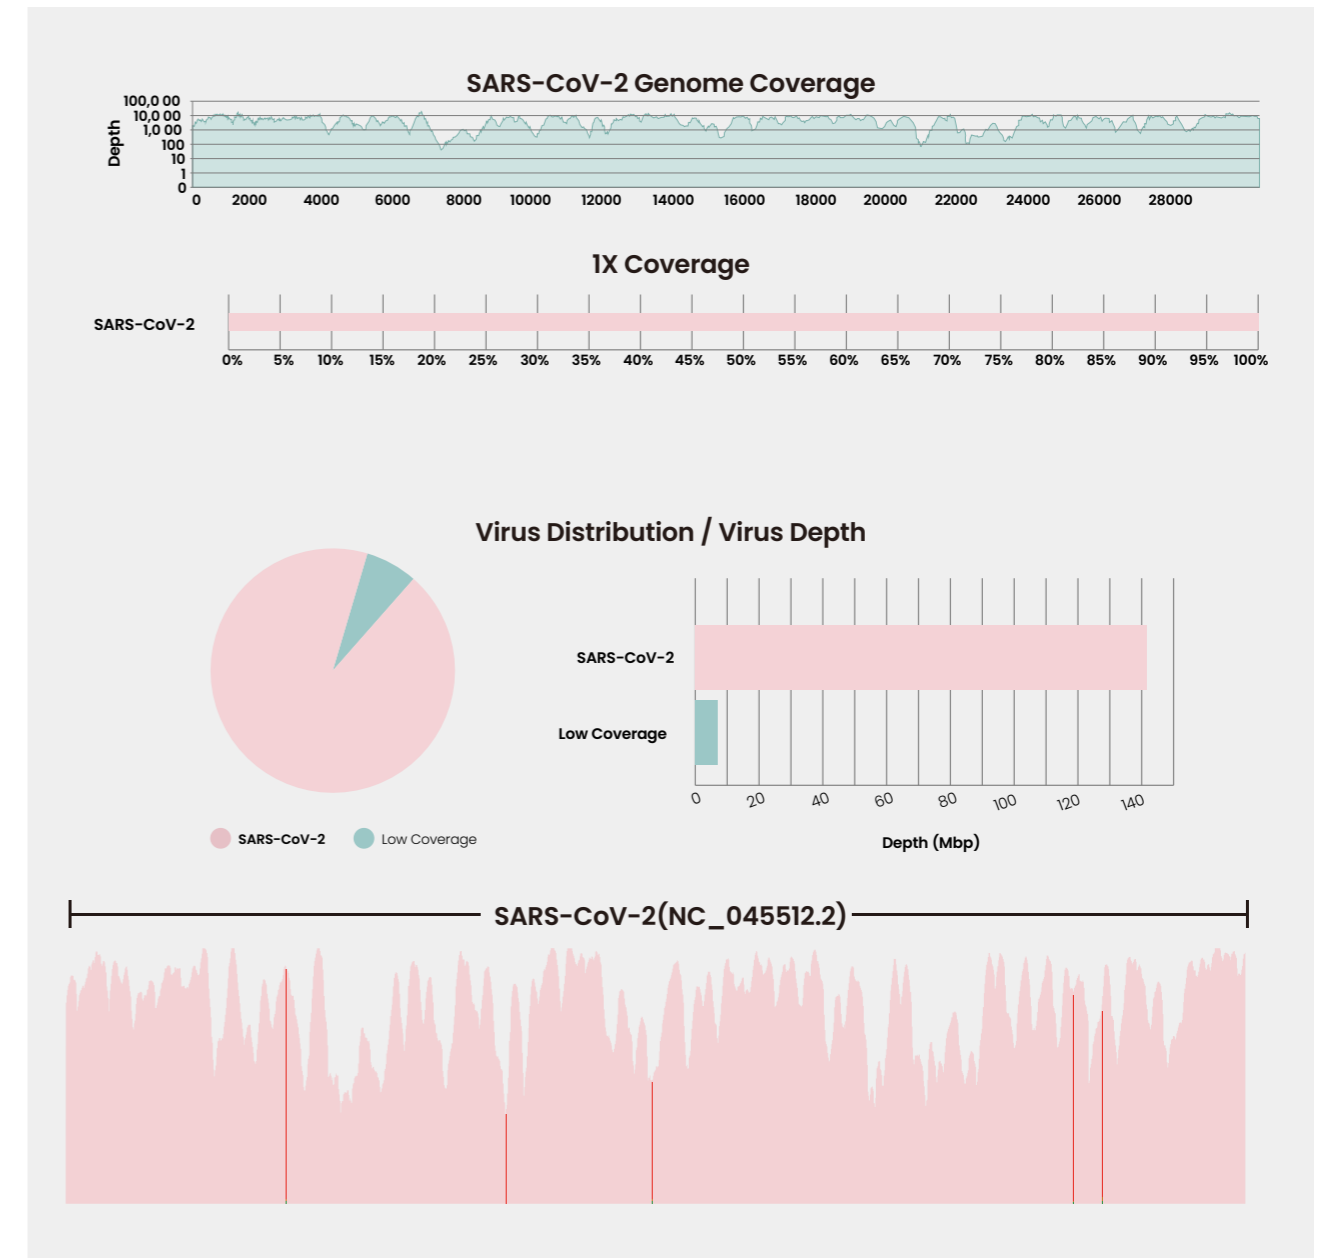 SARS-CoV-2 Genome Coverage
Depth
100,0 00
10,0 00
1,0 00
100
10
1
0
0 2000 4000 6000 8000 10000 12000 14000 16000 18000 20000 22000 24000 26000 28000
1X Coverage
SARS-CoV-2
0% 5% 10% 15% 20% 25% 30% 35% 40% 45% 50% 55% 60% 65% 70% 75% 80% 85% 90% 95% 100%
Virus Distribution / Virus Depth
SARS-CoV-2
Low Coverage
0 20 40 60 80 100 120 140
Depth (Mbp)
SARS-CoV-2 Low Coverage
SARS-CoV-2(NC_045512.2)